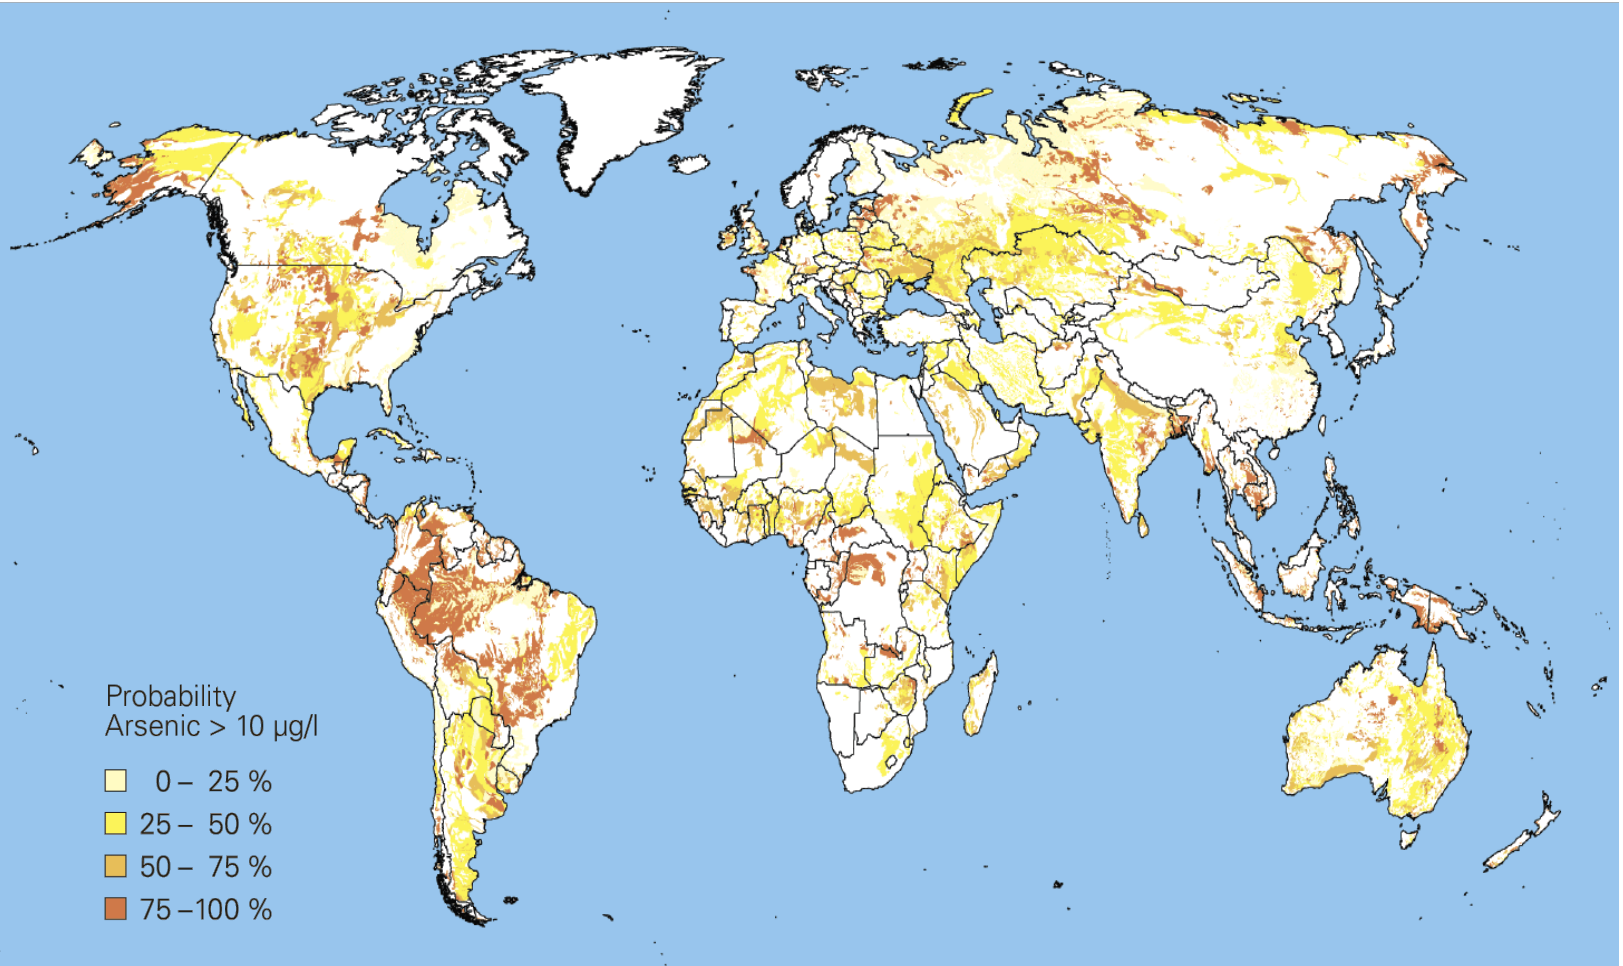 Probability
Arsenic > 10 µg/l
0 – 25 %
25 – 50 %
50 – 75 %
75 –100 %